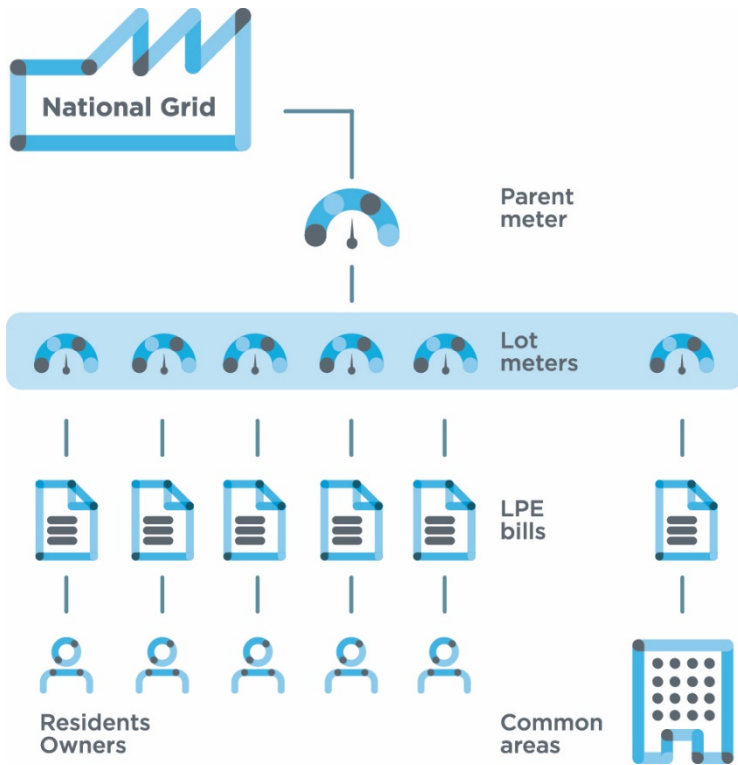 National Grid
Parent
meter
Lot
meters
LPE
bills
Residents
Owners
Common
areas